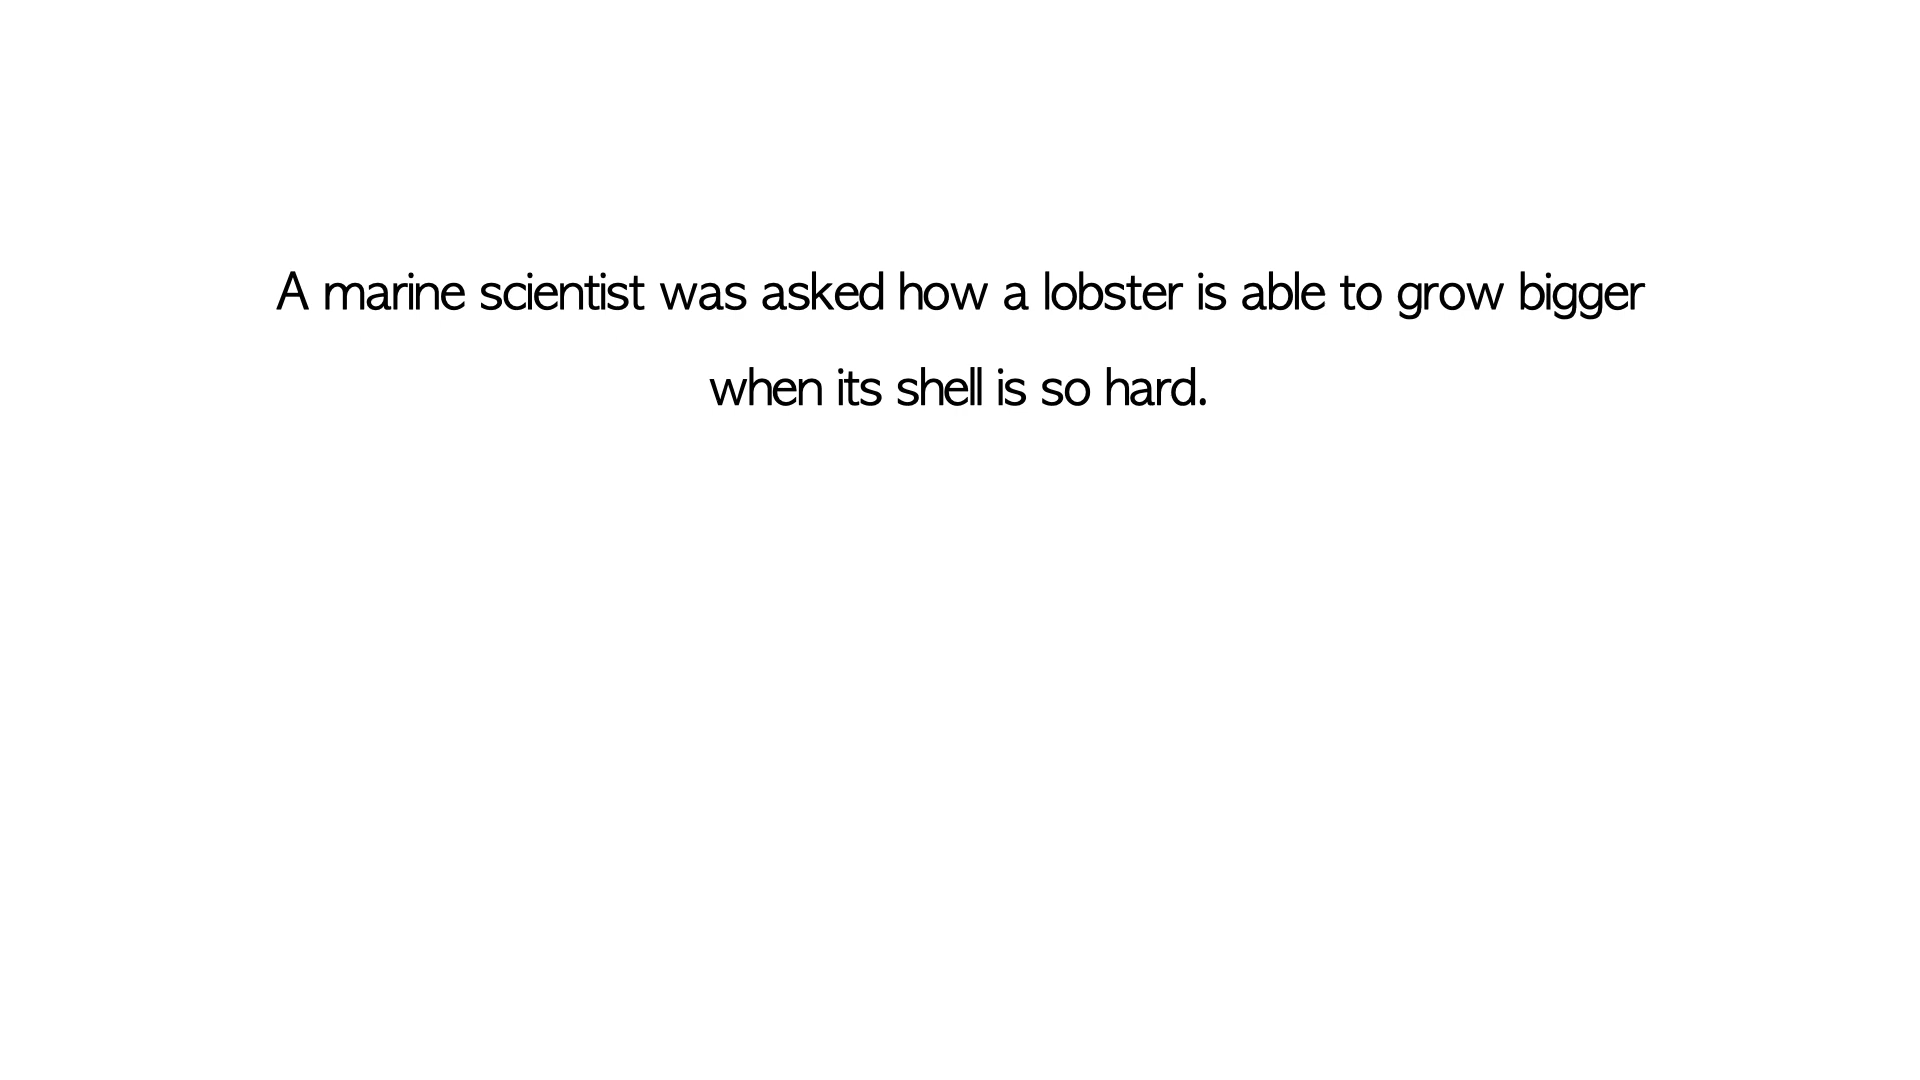 A marine scientist was asked how a lobster is able to grow bigger
when its shell is so hard.